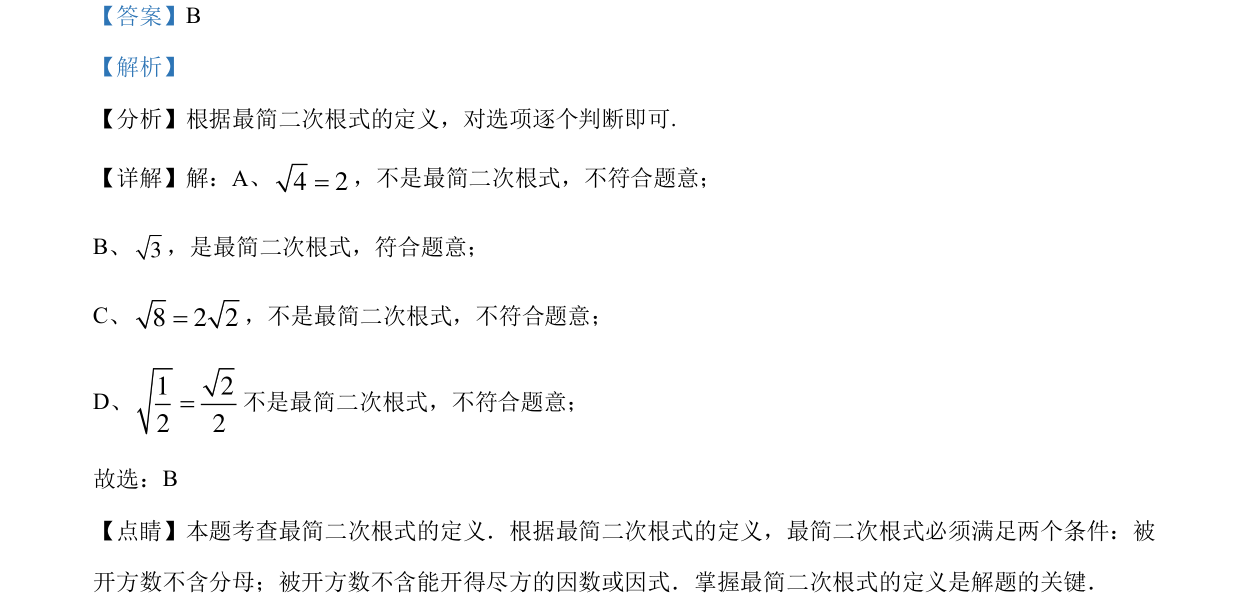 【答案】B
【解析】
【分析】根据最简二次根式的定义，对选项逐个判断即可.
【详解】解：A、√4 = 2，不是最简二次根式，不符合题意；
B、√3，是最简二次根式，符合题意；
C、√8 = 2√2，不是最简二次根式，不符合题意；
D、√(1/2) = √2/2 不是最简二次根式，不符合题意；
故选：B
【点睛】本题考查最简二次根式的定义．根据最简二次根式的定义，最简二次根式必须满足两个条件：被
开方数不含分母；被开方数不含能开得尽方的因数或因式．掌握最简二次根式的定义是解题的关键．